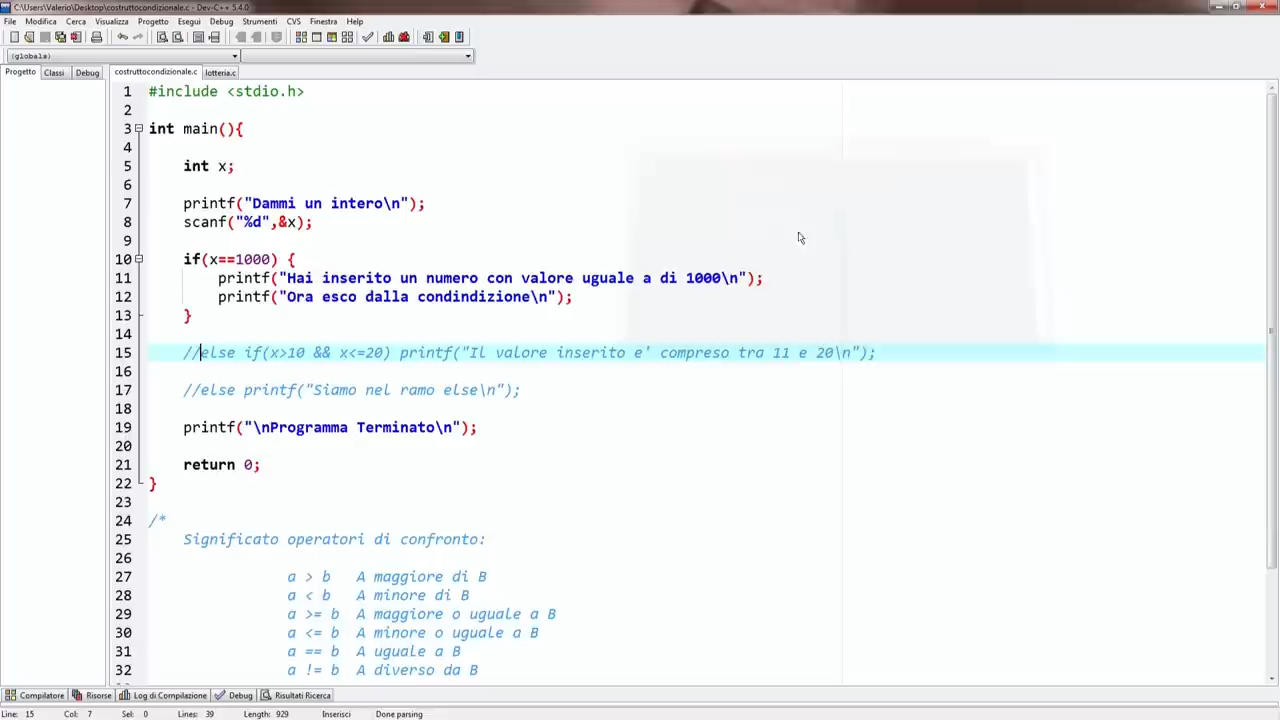 C:\Users\Valerio\Desktop\costruttocondizionale.c - Dev-C++ 5.4.0
File Modifica Cerca Visualizza Progetto Esegui Debug Strumenti CVS Finestra Help
(globals)
Progetto Classi Debug costruttocondizionale.c lotteria.c
1 #include <stdio.h>
2
3 int main(){
4
5 int x;
6
7 printf("Dammi un intero\n");
8 scanf("%d",&x);
9
10 if(x==1000) {
11 printf("Hai inserito un numero con valore uguale a di 1000\n");
12 printf("Ora esco dalla condindizione\n");
13 }
14
15 //else if(x>10 && x<=20) printf("Il valore inserito e' compreso tra 11 e 20\n");
16
17 //else printf("Siamo nel ramo else\n");
18
19 printf("\nProgramma Terminato\n");
20
21 return 0;
22 }
23
24 /*
25 Significato operatori di confronto:
26
27 a > b A maggiore di B
28 a < b A minore di B
29 a >= b A maggiore o uguale a B
30 a <= b A minore o uguale a B
31 a == b A uguale a B
32 a != b A diverso da B
Compilatore Risorse Log di Compilazione Debug Risultati Ricerca
Line: 15 Col: 7 Sel: 0 Lines: 39 Length: 929 Inserisci Done parsing